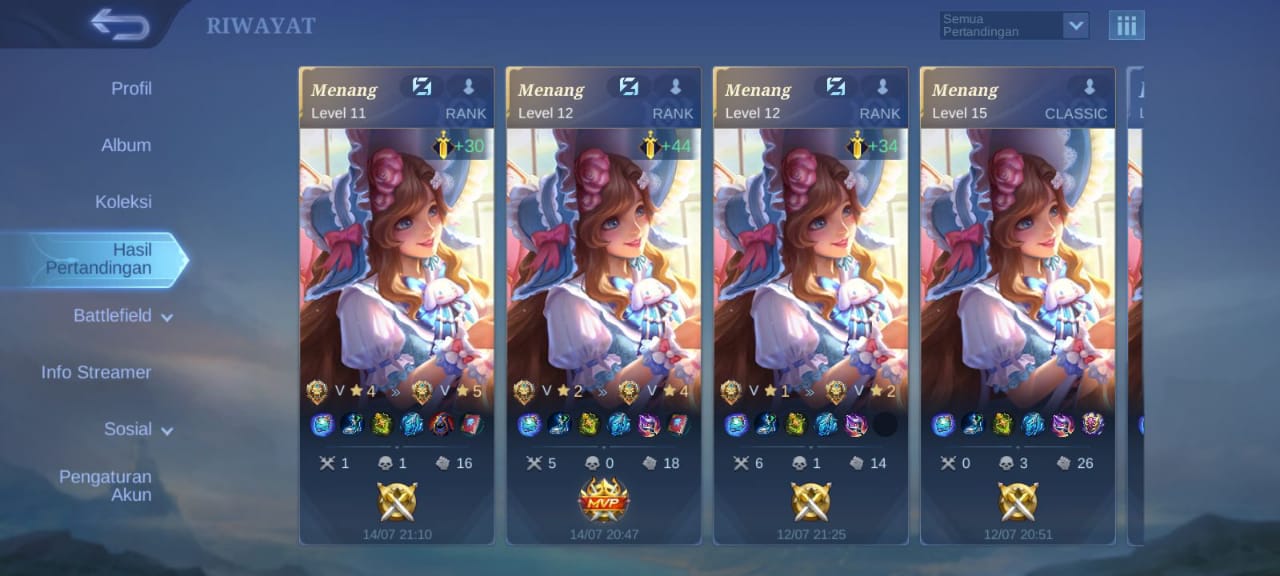 RIWAYAT
Semua
Pertandingan
Profil
Album
Koleksi
Hasil
Pertandingan
Battlefield
Info Streamer
Sosial
Pengaturan
Akun
Menang
Level 11
RANK
+30
V 4 » V 5
1 1 16
14/07 21:10
Menang
Level 12
RANK
+44
V 2 » V 4
5 0 18
MVP
14/07 20:47
Menang
Level 12
RANK
+34
V 1 » V 2
6 1 14
12/07 21:25
Menang
Level 15
CLASSIC
0 3 26
12/07 20:51